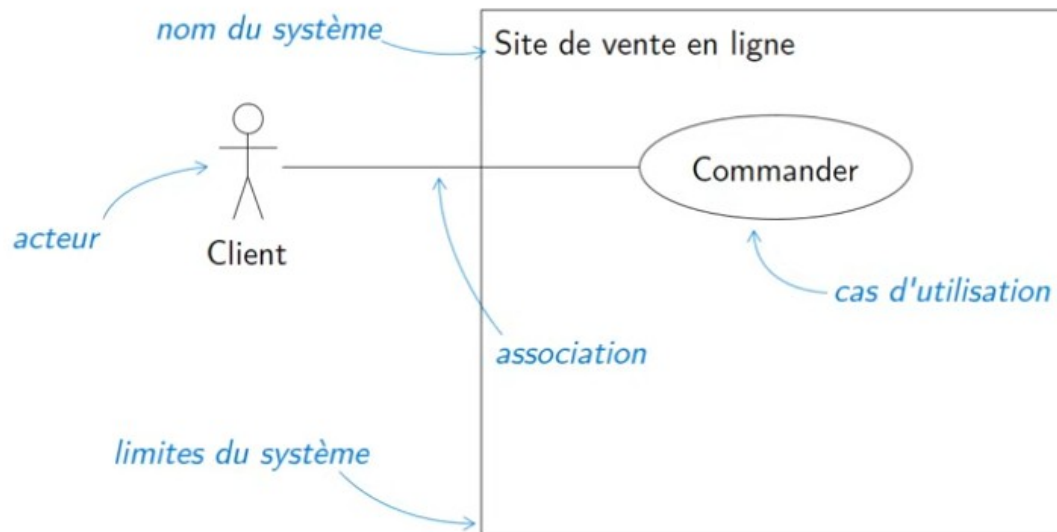 nom du système
Site de vente en ligne
Commander
acteur
Client
cas d'utilisation
association
limites du système